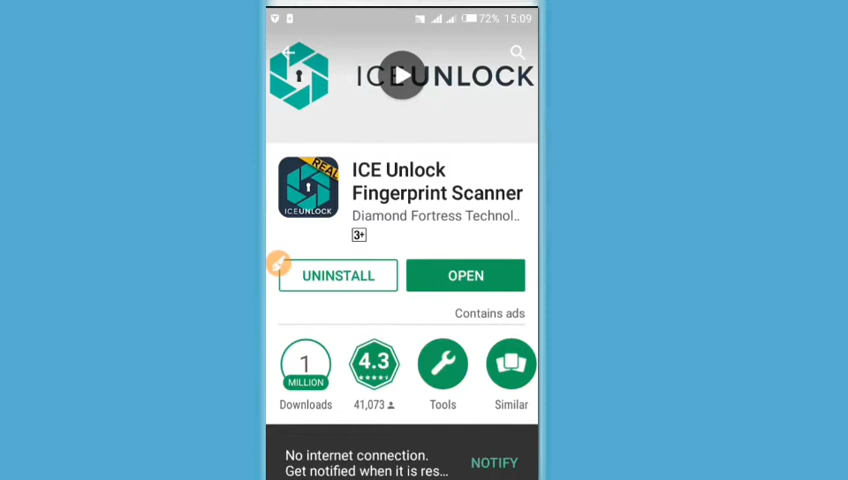 72% 15:09
ICEUNLOCK
REAL
ICEUNLOCK
ICE Unlock
Fingerprint Scanner
Diamond Fortress Technol..
3+
UNINSTALL
OPEN
Contains ads
1
MILLION
4.3
Downloads
41,073
Tools
Similar
No internet connection.
Get notified when it is res...
NOTIFY